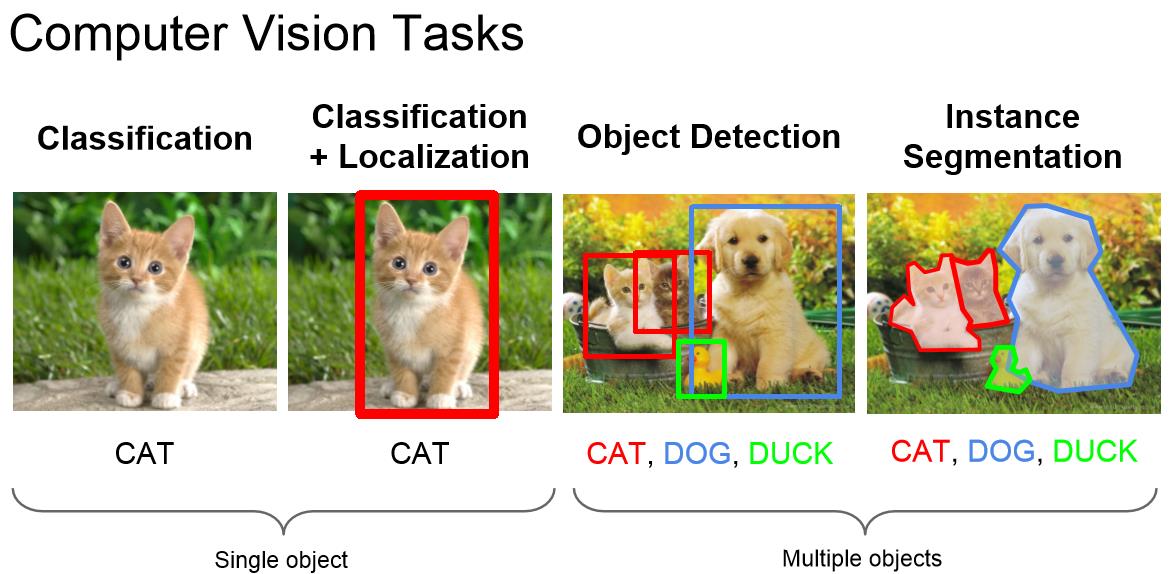 Computer Vision Tasks
Classification
Classification
+ Localization
Object Detection
Instance
Segmentation
CAT
CAT
CAT, DOG, DUCK
CAT, DOG, DUCK
Single object
Multiple objects